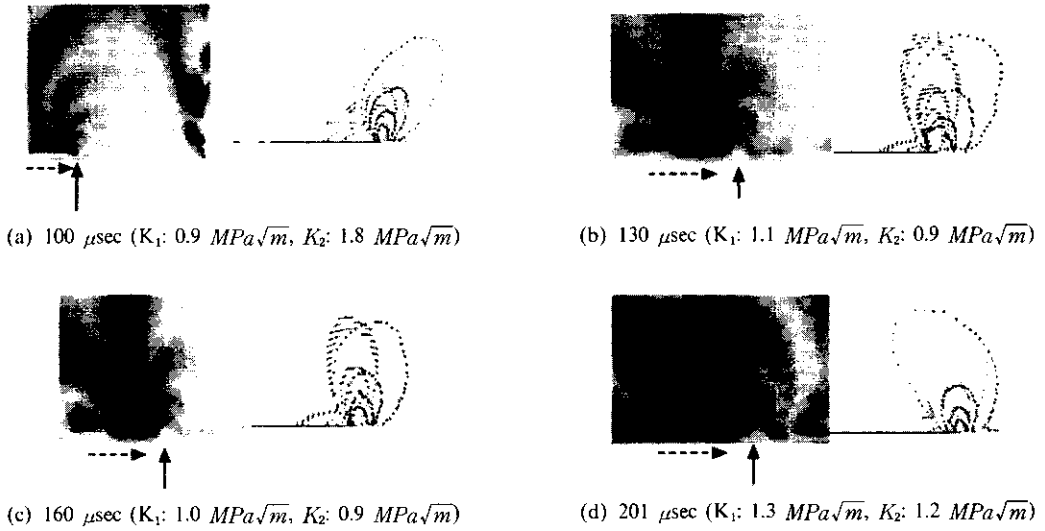 (a) 100 μsec (K₁: 0.9 MPa√m, K₂: 1.8 MPa√m)
(b) 130 μsec (K₁: 1.1 MPa√m, K₂: 0.9 MPa√m)
(c) 160 μsec (K₁: 1.0 MPa√m, K₂: 0.9 MPa√m)
(d) 201 μsec (K₁: 1.3 MPa√m, K₂: 1.2 MPa√m)